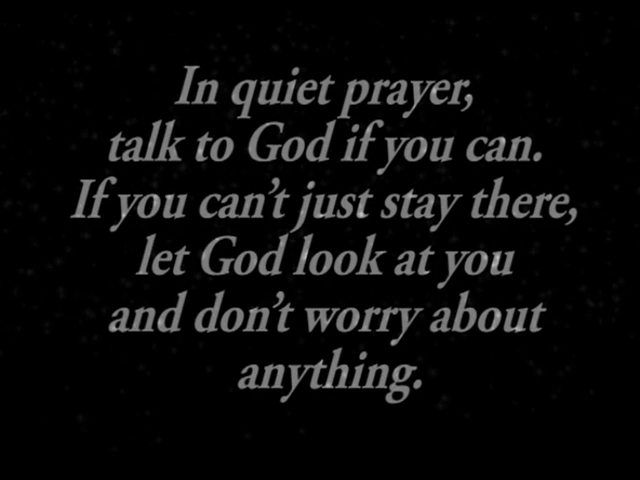 In quiet prayer,
talk to God if you can.
If you can't just stay there,
let God look at you
and don't worry about
anything.